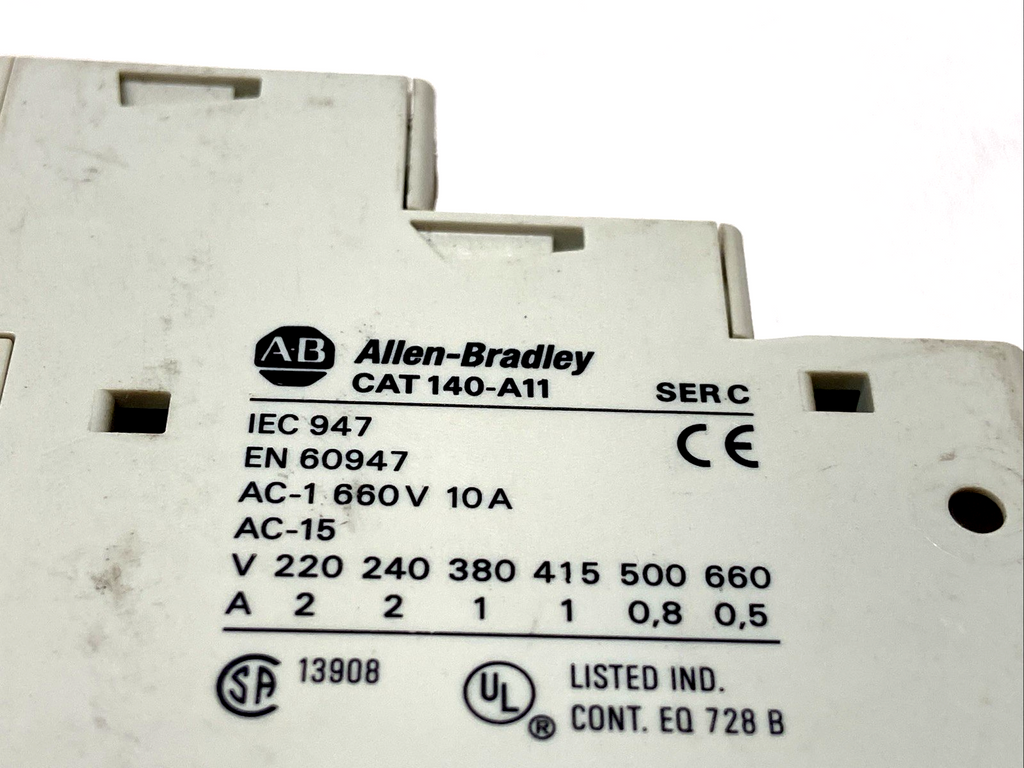 A-B Allen-Bradley
CAT 140-A11 SER C
IEC 947 CE
EN 60947
AC-1 660V 10A
AC-15
V 220 240 380 415 500 660
A 2 2 1 1 0,8 0,5
SA 13908 UL ® LISTED IND.
CONT. EQ 728 B